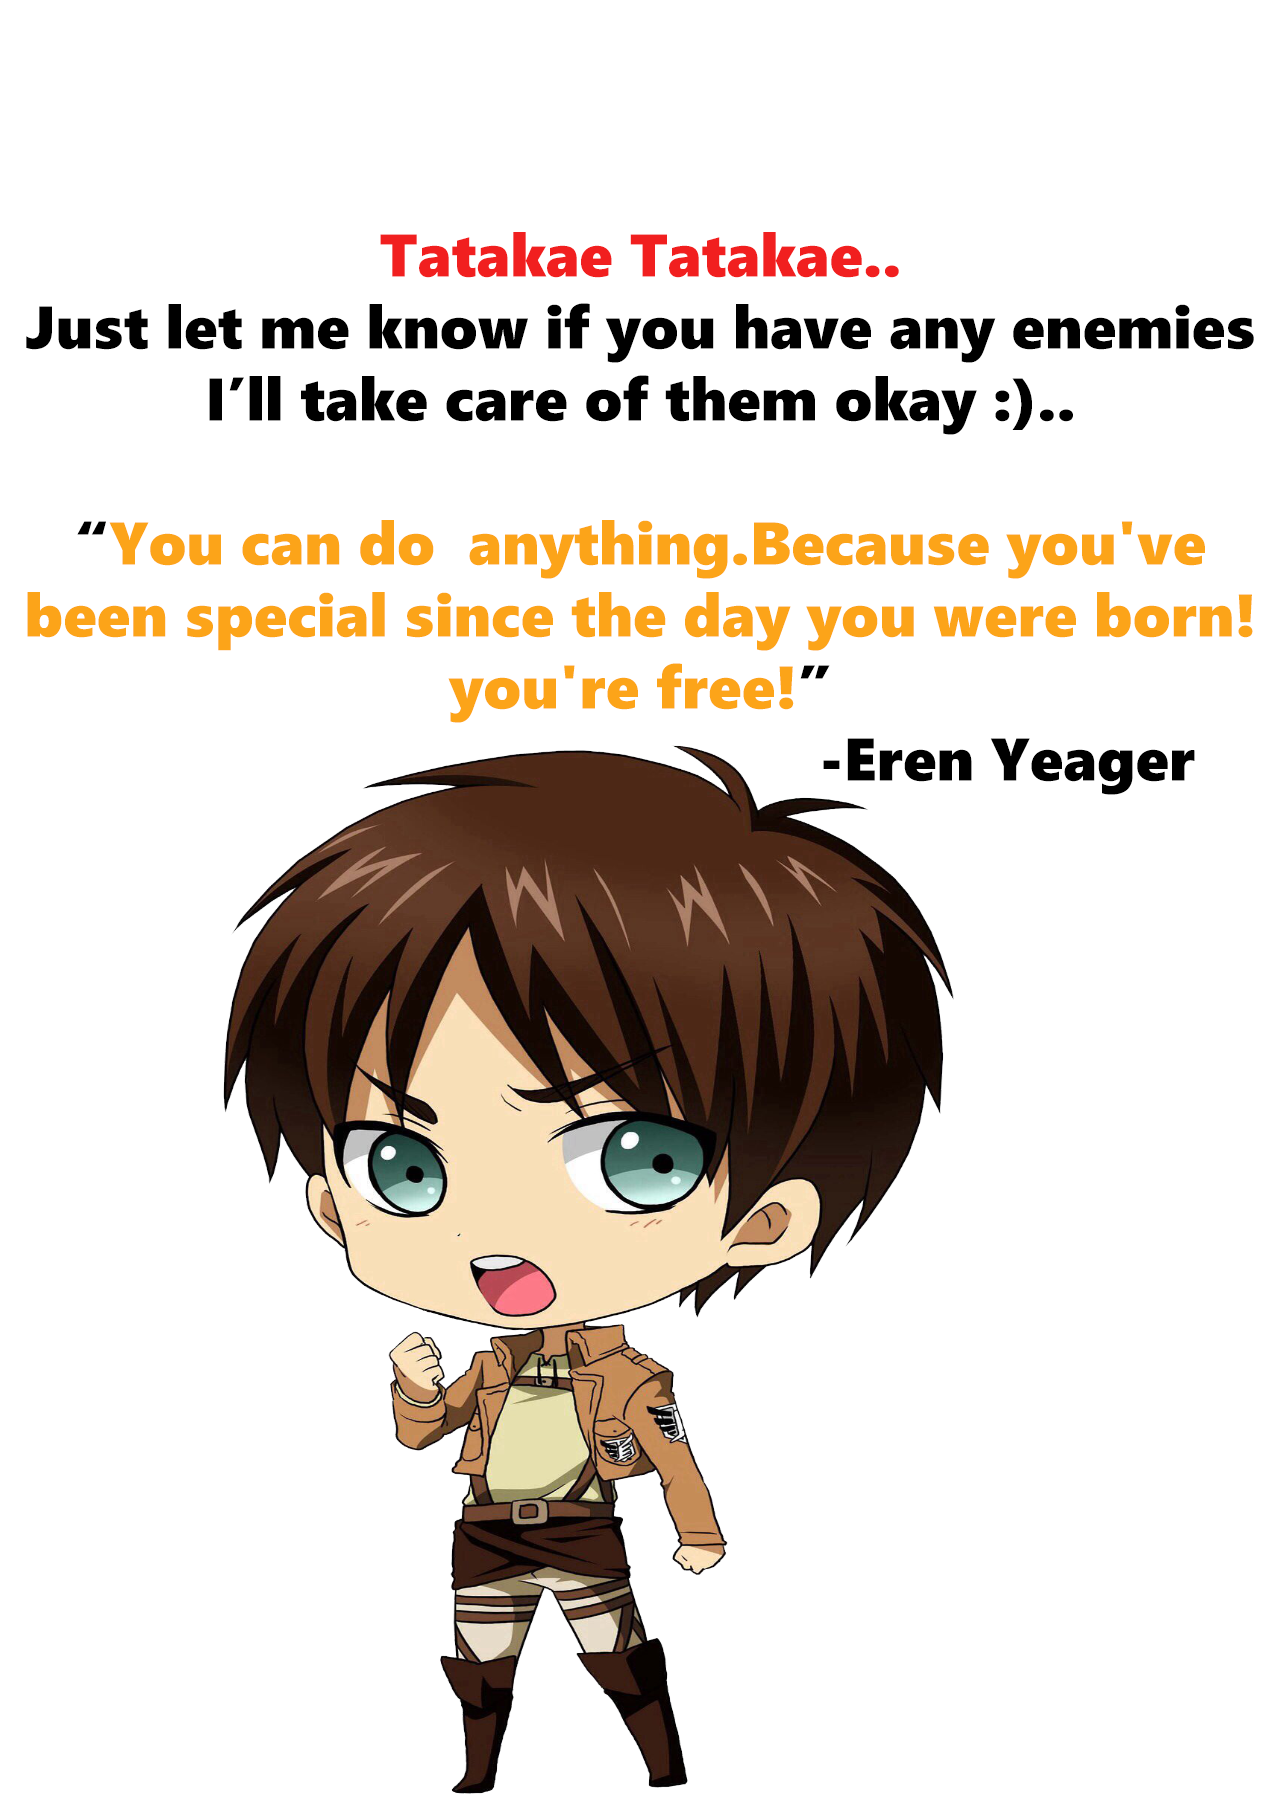 Tatakae Tatakae..
Just let me know if you have any enemies
I’ll take care of them okay :)..
“You can do  anything.Because you've
been special since the day you were born!
you're free!”
-Eren Yeager